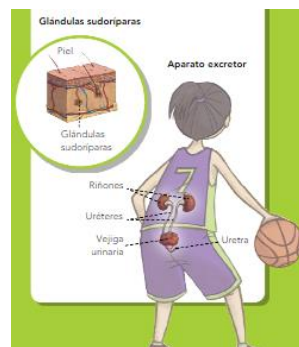 Glándulas sudoríparas
Piel
Glándulas
sudoríparas
Aparato excretor
7
Riñones
Uréteres
Vejiga
urinaria
Uretra